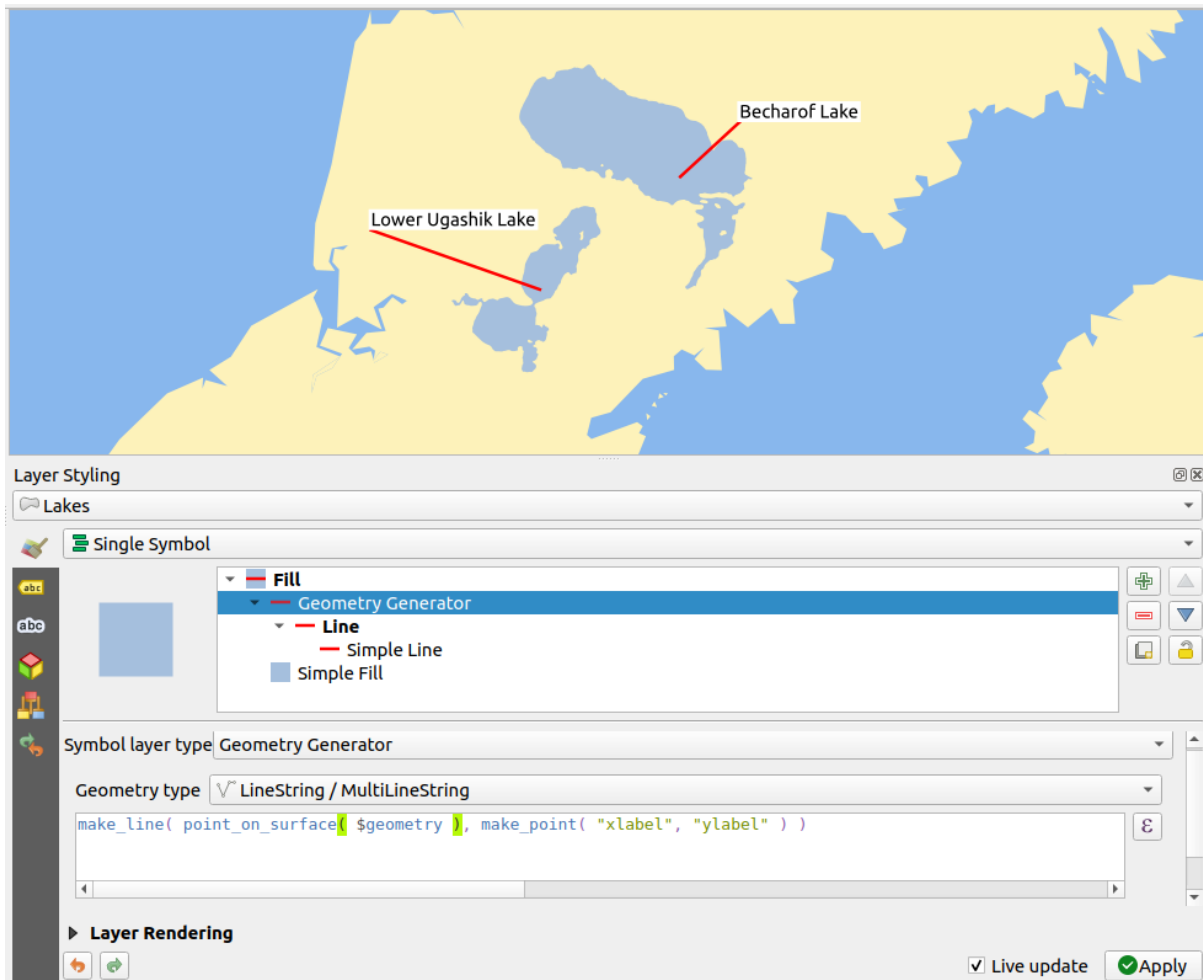 Becharof Lake
Lower Ugashik Lake
Layer Styling
Lakes
Single Symbol
abc
abc
Fill
Geometry Generator
Line
Simple Line
Simple Fill
Symbol layer type Geometry Generator
Geometry type LineString / MultiLineString
make_line( point_on_surface( $geometry ), make_point( "xlabel", "ylabel" ) )
ε
Layer Rendering
Live update Apply